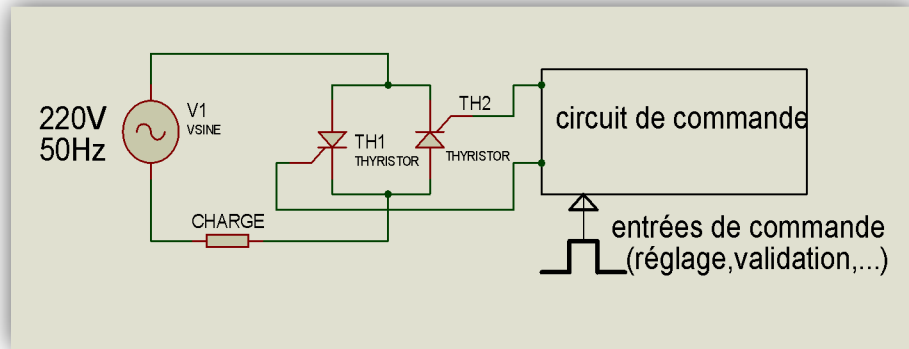 220V
50Hz
V1
VSINE
TH1
THYRISTOR
TH2
THYRISTOR
CHARGE
circuit de commande
entrées de commande
(réglage,validation,...)